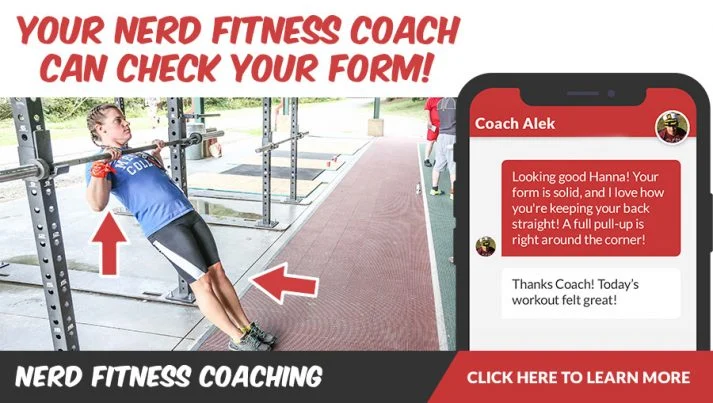 YOUR NERD FITNESS COACH
CAN CHECK YOUR FORM!
Coach Alek
Looking good Hanna! Your
form is solid, and I love how
you're keeping your back
straight! A full pull-up is
right around the corner!
Thanks Coach! Today's
workout felt great!
NERD FITNESS COACHING
CLICK HERE TO LEARN MORE